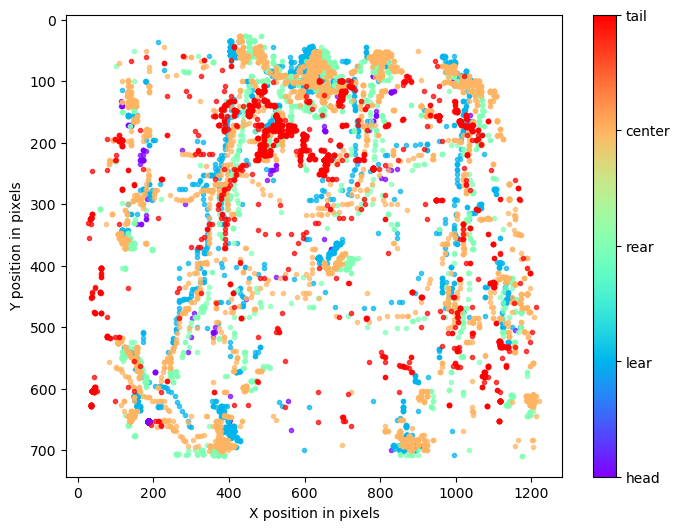 0
100
200
300
400
500
600
700
Y position in pixels
0
200
400
600
800
1000
1200
X position in pixels
tail
center
rear
lear
head